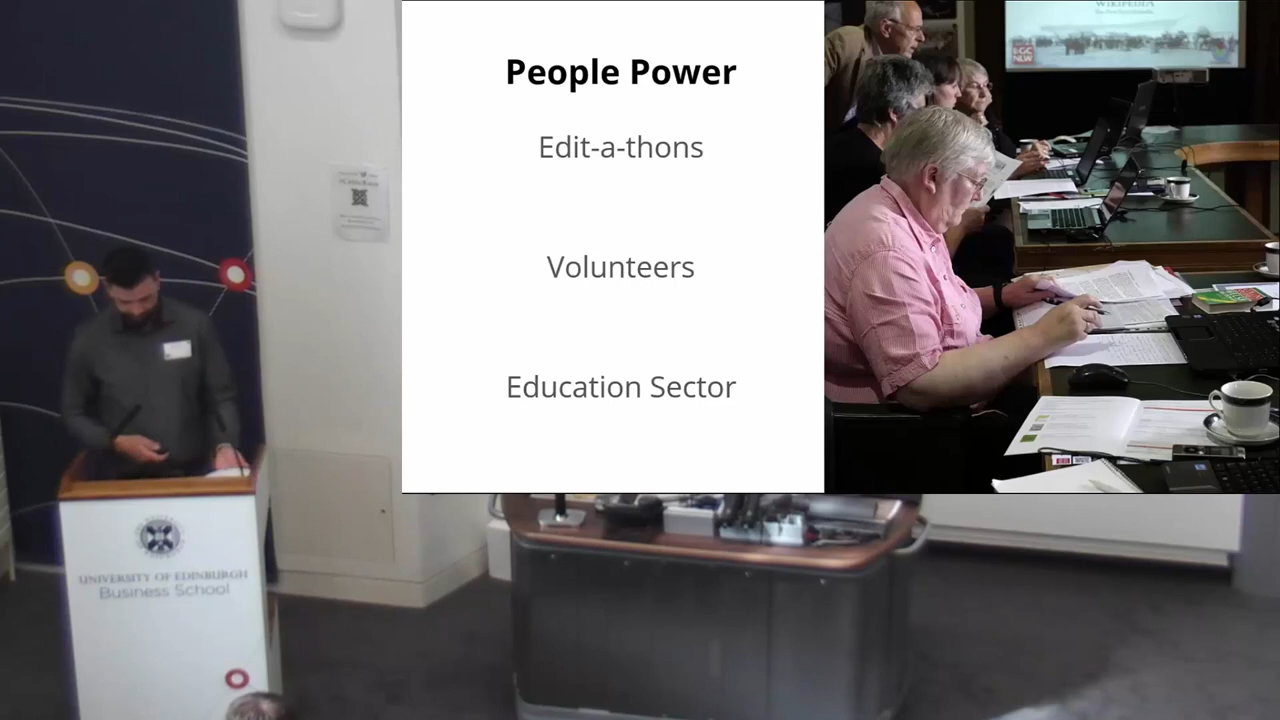 People Power
Edit-a-thons
Volunteers
Education Sector
WIKIPEDIA
UNIVERSITY OF EDINBURGH
Business School